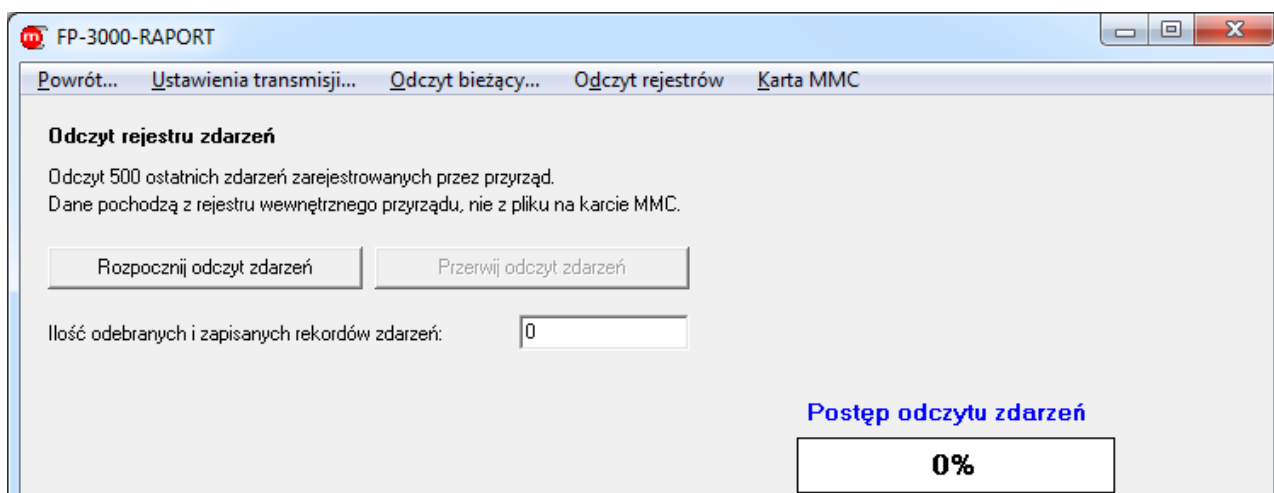 FP-3000-RAPORT
Powrót... Ustawienia transmisji... Odczyt bieżący... Odczyt rejestrów Karta MMC
Odczyt rejestru zdarzeń
Odczyt 500 ostatnich zdarzeń zarejestrowanych przez przyrząd.
Dane pochodzą z rejestru wewnętrznego przyrządu, nie z pliku na karcie MMC.
Rozpocznij odczyt zdarzeń Przerwij odczyt zdarzeń
Ilość odebranych i zapisanych rekordów zdarzeń: 0
Postęp odczytu zdarzeń
0%